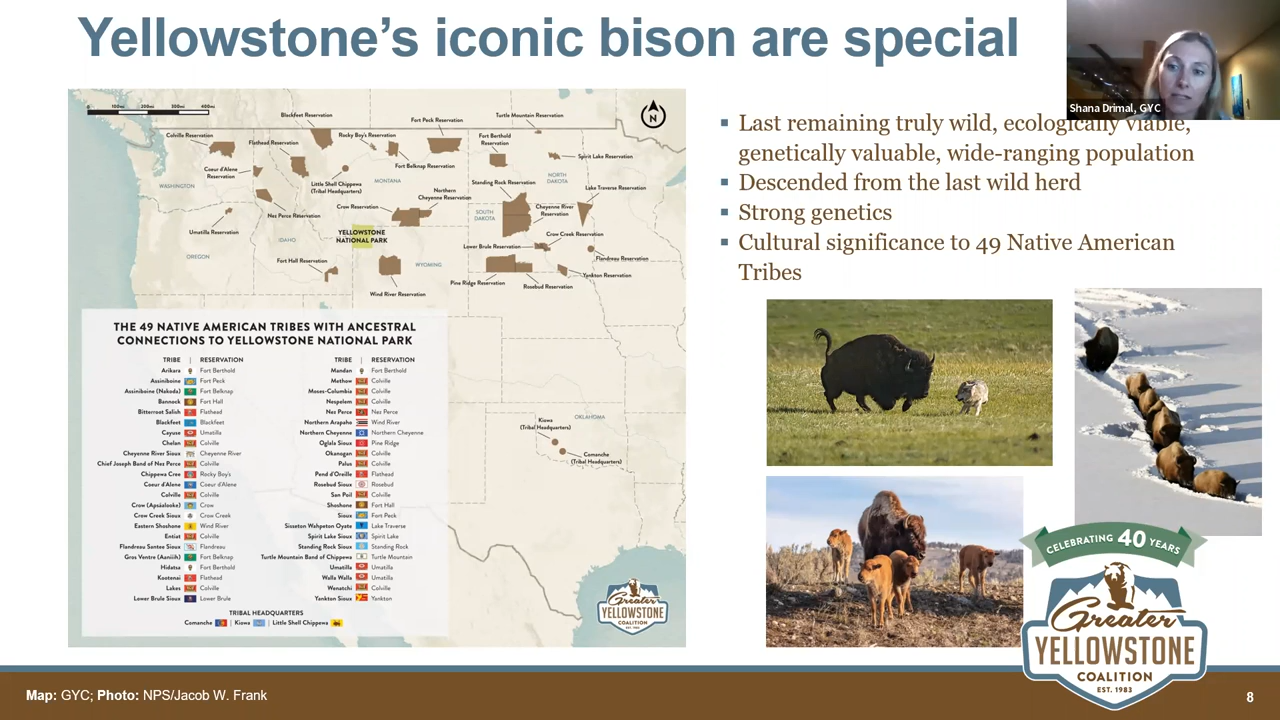 Yellowstone's iconic bison are special
Shana Drimal, GYC
Last remaining truly wild, ecologically viable,
genetically valuable, wide-ranging population
Descended from the last wild herd
Strong genetics
Cultural significance to 49 Native American
Tribes
0 100mi 200mi 300mi 400mi
N
Blackfeet Reservation
Turtle Mountain Reservation
Fort Peck Reservation
Colville Reservation
Rocky Boy's Reservation
Fort Berthold
Reservation
Flathead Reservation
Spirit Lake Reservation
Coeur d'Alene
Reservation
Fort Belknap Reservation
WASHINGTON
Little Shell Chippewa
(Tribal Headquarters)
MONTANA
NORTH
DAKOTA
Standing Rock Reservation
Lake Traverse Reservation
Northern
Cheyenne Reservation
Crow Reservation
Cheyenne River
Reservation
Nez Perce Reservation
SOUTH
DAKOTA
Umatilla Reservation
YELLOWSTONE
NATIONAL PARK
Crow Creek Reservation
IDAHO
Lower Brule Reservation
OREGON
Fort Hall Reservation
WYOMING
Flandreau Reservation
Yankton Reservation
Pine Ridge Reservation
Rosebud Reservation
Wind River Reservation
OKLAHOMA
Kiowa
(Tribal Headquarters)
Comanche
(Tribal Headquarters)
THE 49 NATIVE AMERICAN TRIBES WITH ANCESTRAL
CONNECTIONS TO YELLOWSTONE NATIONAL PARK
TRIBE | RESERVATION
Arikara Fort Berthold
Assiniboine Fort Peck
Assiniboine (Nakoda) Fort Belknap
Bannock Fort Hall
Bitterroot Salish Flathead
Blackfeet Blackfeet
Cayuse Umatilla
Chelan Colville
Cheyenne River Sioux Cheyenne River
Chief Joseph Band of Nez Perce Colville
Chippewa Cree Rocky Boy's
Coeur d'Alene Coeur d'Alene
Colville Colville
Crow (Apsáalooke) Crow
Crow Creek Sioux Crow Creek
Eastern Shoshone Wind River
Entiat Colville
Flandreau Santee Sioux Flandreau
Gros Ventre (Aaniiih) Fort Belknap
Hidatsa Fort Berthold
Kootenai Flathead
Lakes Colville
Lower Brule Sioux Lower Brule
TRIBE | RESERVATION
Mandan Fort Berthold
Methow Colville
Moses-Columbia Colville
Nespelem Colville
Nez Perce Nez Perce
Northern Arapaho Wind River
Northern Cheyenne Northern Cheyenne
Oglala Sioux Pine Ridge
Okanogan Colville
Palus Colville
Pend d'Oreille Flathead
Rosebud Sioux Rosebud
San Poil Colville
Shoshone Fort Hall
Sioux Fort Peck
Sisseton Wahpeton Oyate Lake Traverse
Spirit Lake Sioux Spirit Lake
Standing Rock Sioux Standing Rock
Turtle Mountain Band of Chippewa Turtle Mountain
Umatilla Umatilla
Walla Walla Umatilla
Wenatchi Colville
Yankton Sioux Yankton
TRIBAL HEADQUARTERS
Comanche | Kiowa | Little Shell Chippewa
Greater
YELLOWSTONE
COALITION
EST. 1983
CELEBRATING 40 YEARS
Greater
YELLOWSTONE
COALITION
EST. 1983
Map: GYC; Photo: NPS/Jacob W. Frank
8